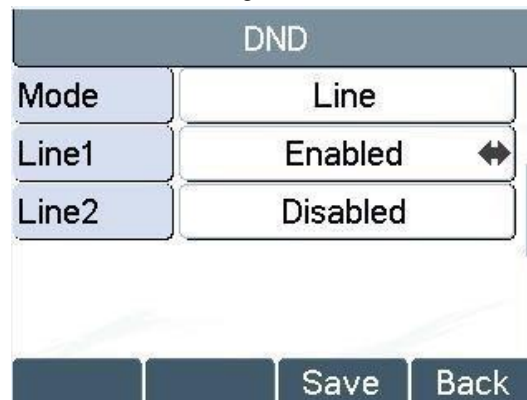 DND
Mode Line
Line1 Enabled
Line2 Disabled
Save Back